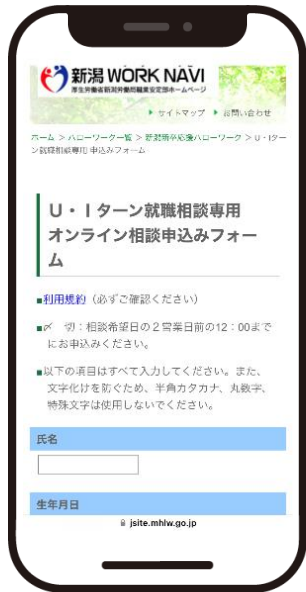 新潟 WORK NAVI
厚生労働省新潟労働局職業安定部ホームページ
▶ サイトマップ ▶ お問い合わせ
ホーム > ハローワーク一覧 > 新潟新卒応援ハローワーク > U・Iター
ン就職相談専用 申込みフォーム
U・Iターン就職相談専用
オンライン相談申込みフォー
ム
■利用規約（必ずご確認ください）
■〆　切：相談希望日の２営業日前の12：00まで
にお申込みください。
■以下の項目はすべて入力してください。また、
文字化けを防ぐため、半角カタカナ、丸数字、
特殊文字は使用しないでください。
氏名
生年月日
jsite.mhlw.go.jp